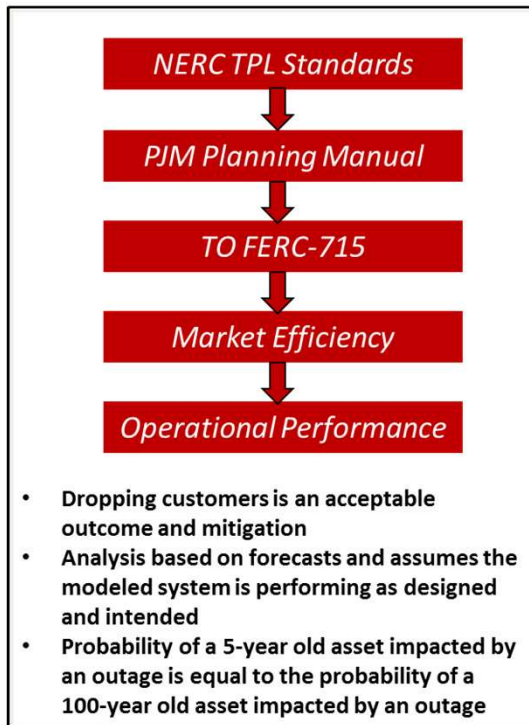 NERC TPL Standards
PJM Planning Manual
TO FERC-715
Market Efficiency
Operational Performance
• Dropping customers is an acceptable
outcome and mitigation
• Analysis based on forecasts and assumes the
modeled system is performing as designed
and intended
• Probability of a 5-year old asset impacted by
an outage is equal to the probability of a
100-year old asset impacted by an outage